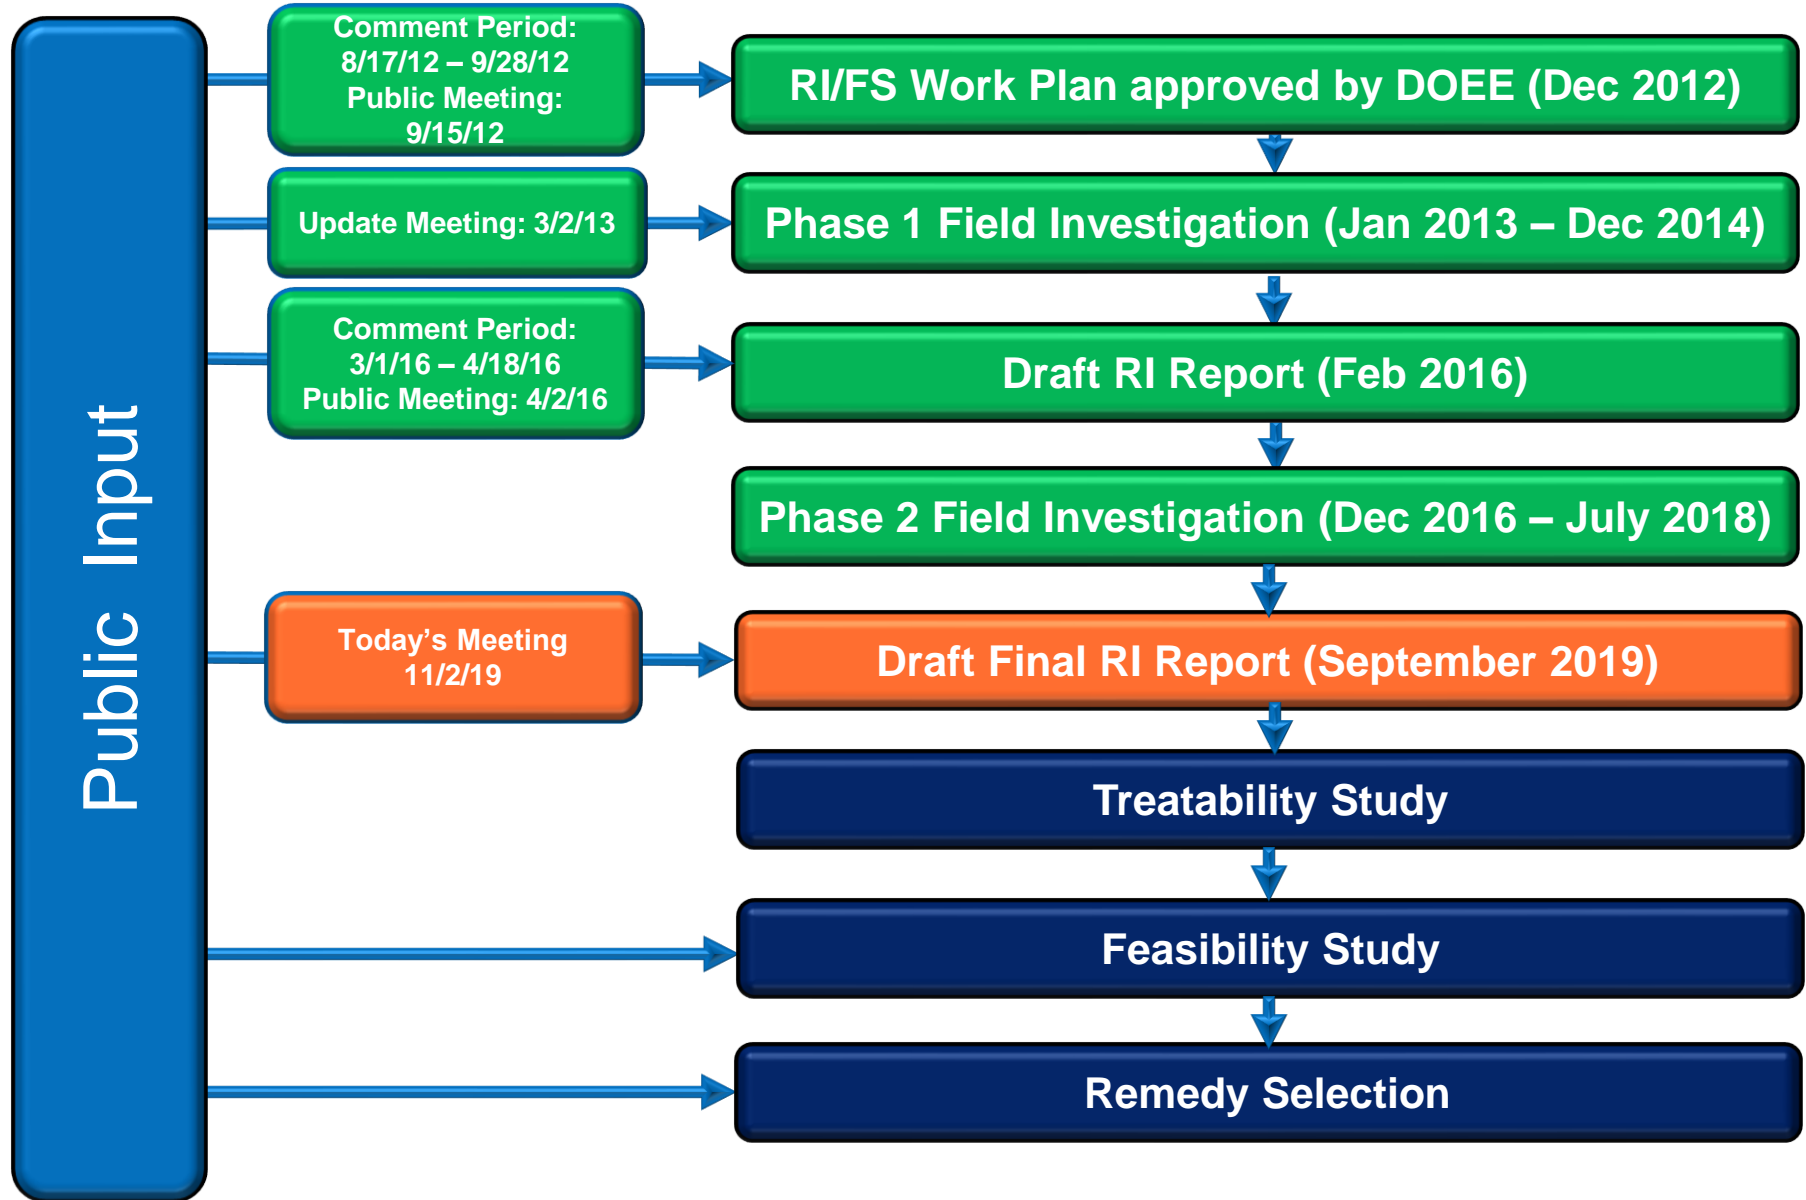 Public Input
Comment Period:
8/17/12 – 9/28/12
Public Meeting:
9/15/12
RI/FS Work Plan approved by DOEE (Dec 2012)
Update Meeting: 3/2/13
Phase 1 Field Investigation (Jan 2013 – Dec 2014)
Comment Period:
3/1/16 – 4/18/16
Public Meeting: 4/2/16
Draft RI Report (Feb 2016)
Phase 2 Field Investigation (Dec 2016 – July 2018)
Today’s Meeting
11/2/19
Draft Final RI Report (September 2019)
Treatability Study
Feasibility Study
Remedy Selection